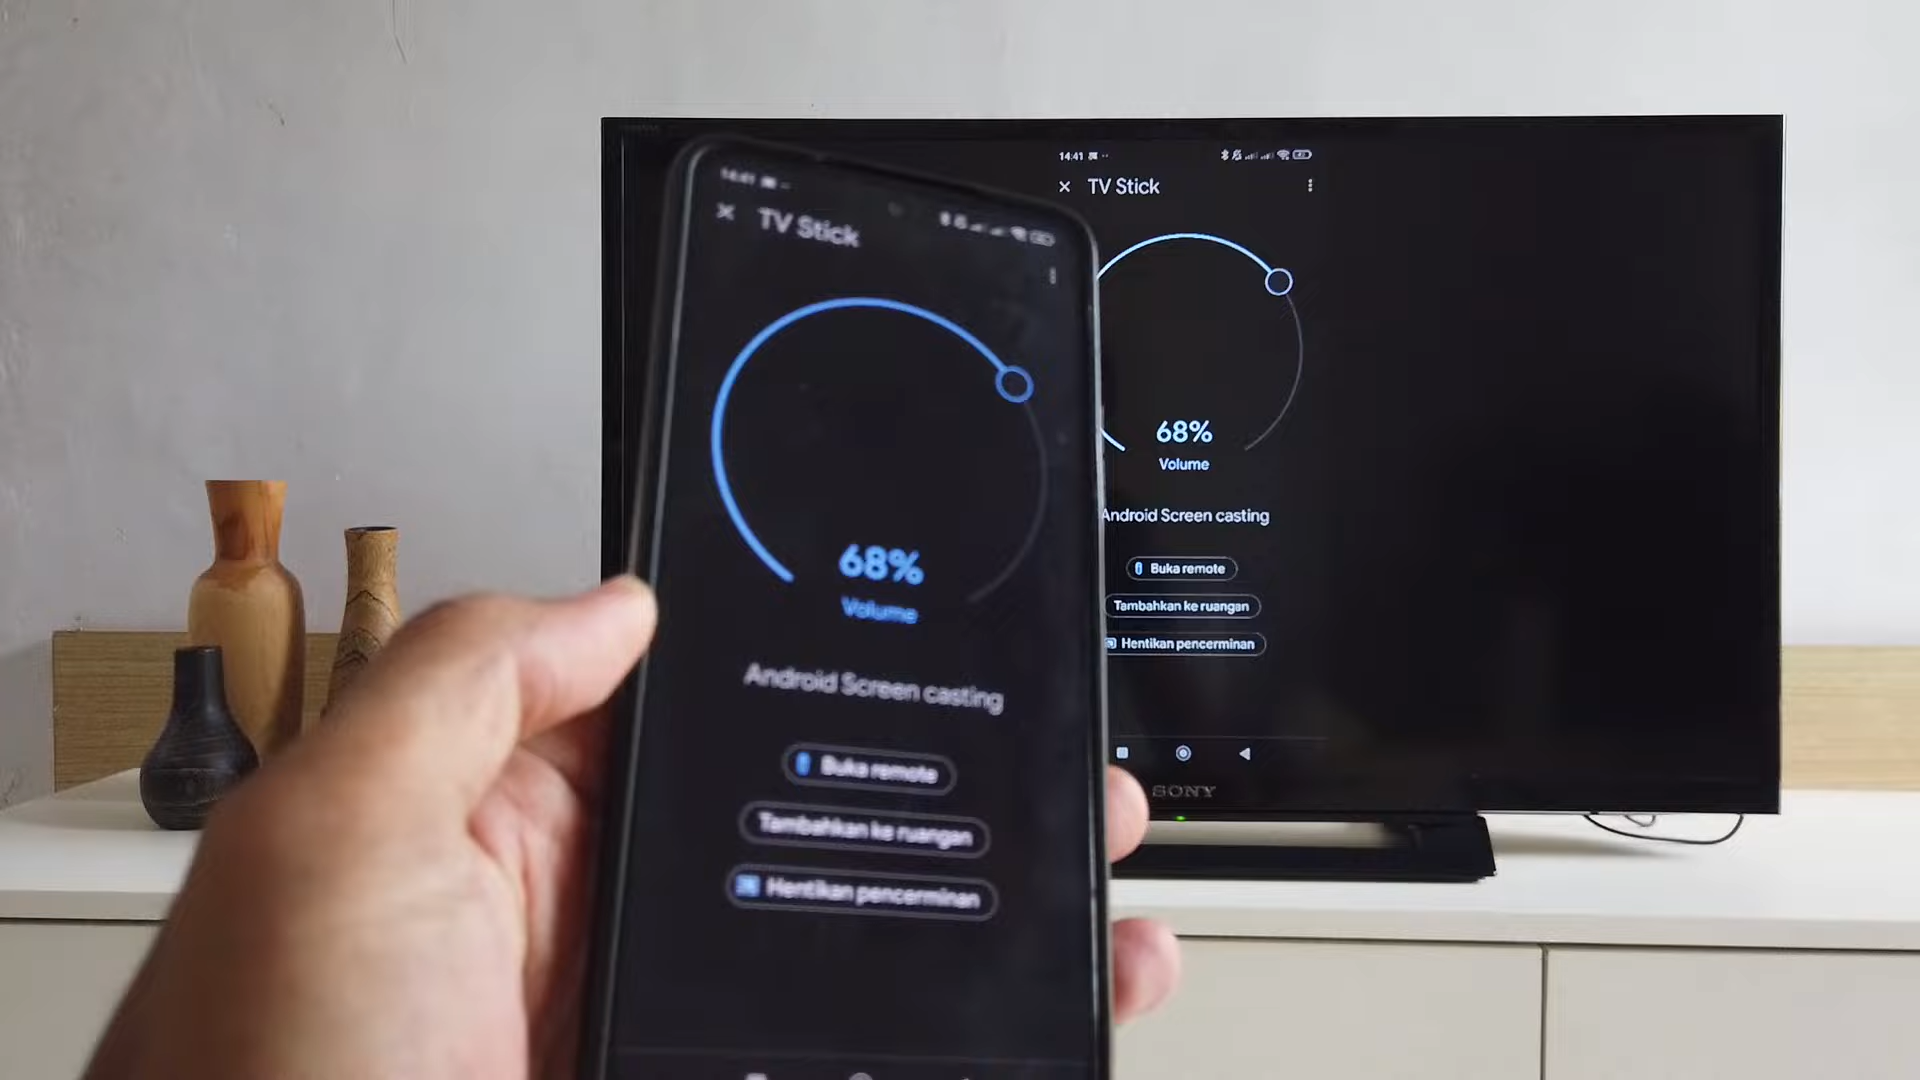 14:41
TV Stick
68%
Volume
Android Screen casting
Buka remote
Tambahkan ke ruangan
Hentikan pencerminan
14:41
TV Stick
68%
Volume
Android Screen casting
Buka remote
Tambahkan ke ruangan
Hentikan pencerminan
SONY